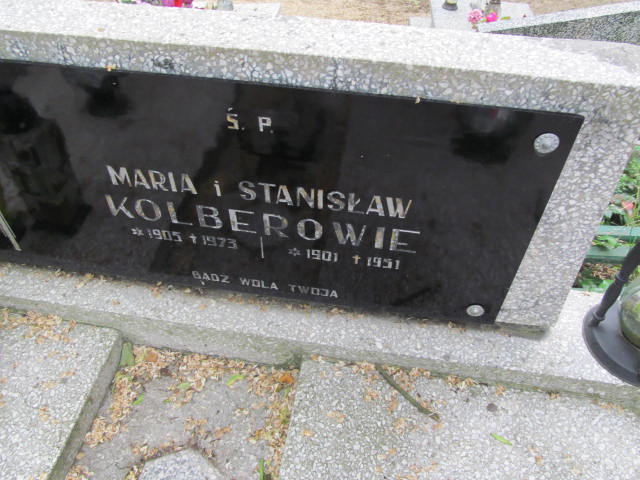 Ś. P.
MARIA i STANISŁAW
KOLBEROWIE
*1905 †1973 | *1901 †1951
BĄDŹ WOLA TWOJA